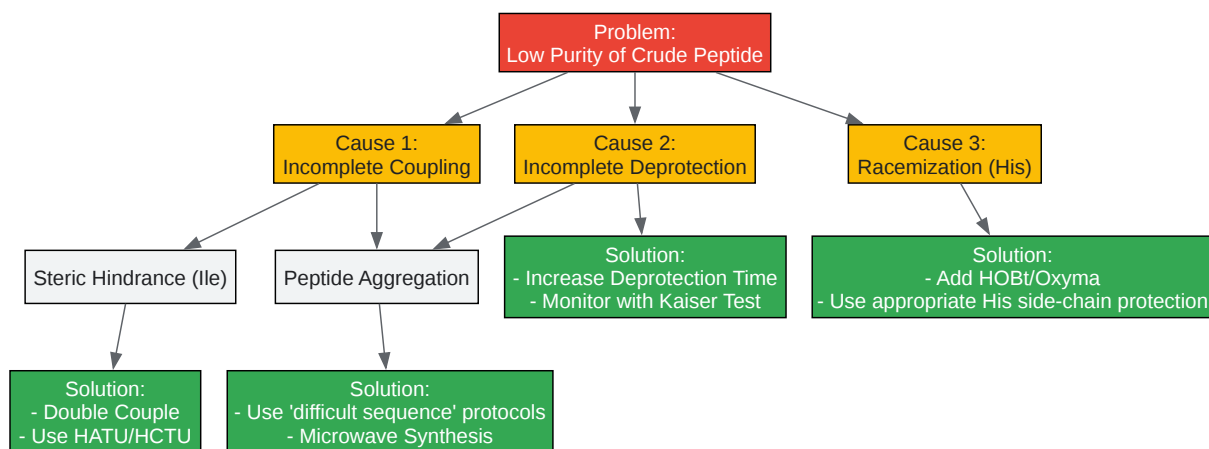 Problem:
Low Purity of Crude Peptide
Cause 1:
Incomplete Coupling
Cause 2:
Incomplete Deprotection
Cause 3:
Racemization (His)
Steric Hindrance (Ile)
Peptide Aggregation
Solution:
- Increase Deprotection Time
- Monitor with Kaiser Test
Solution:
- Add HOBt/Oxyma
- Use appropriate His side-chain protection
Solution:
- Double Couple
- Use HATU/HCTU
Solution:
- Use 'difficult sequence' protocols
- Microwave Synthesis